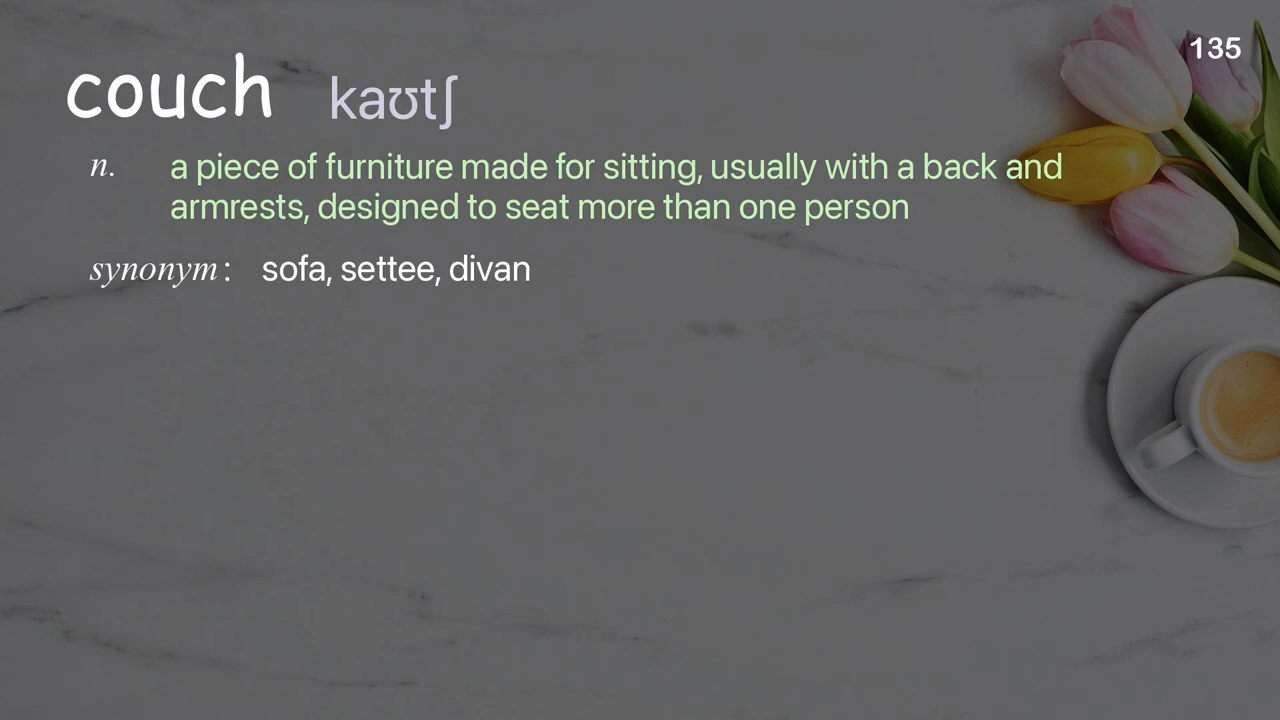 135
couch kaʊtʃ
n. a piece of furniture made for sitting, usually with a back and
armrests, designed to seat more than one person
synonym: sofa, settee, divan